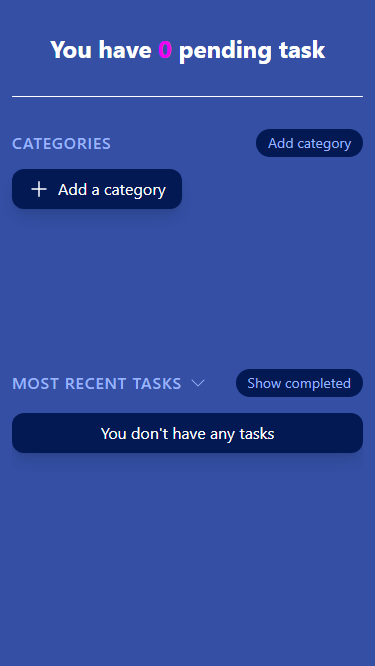 You have 0 pending task
CATEGORIES
Add category
Add a category
MOST RECENT TASKS
Show completed
You don't have any tasks